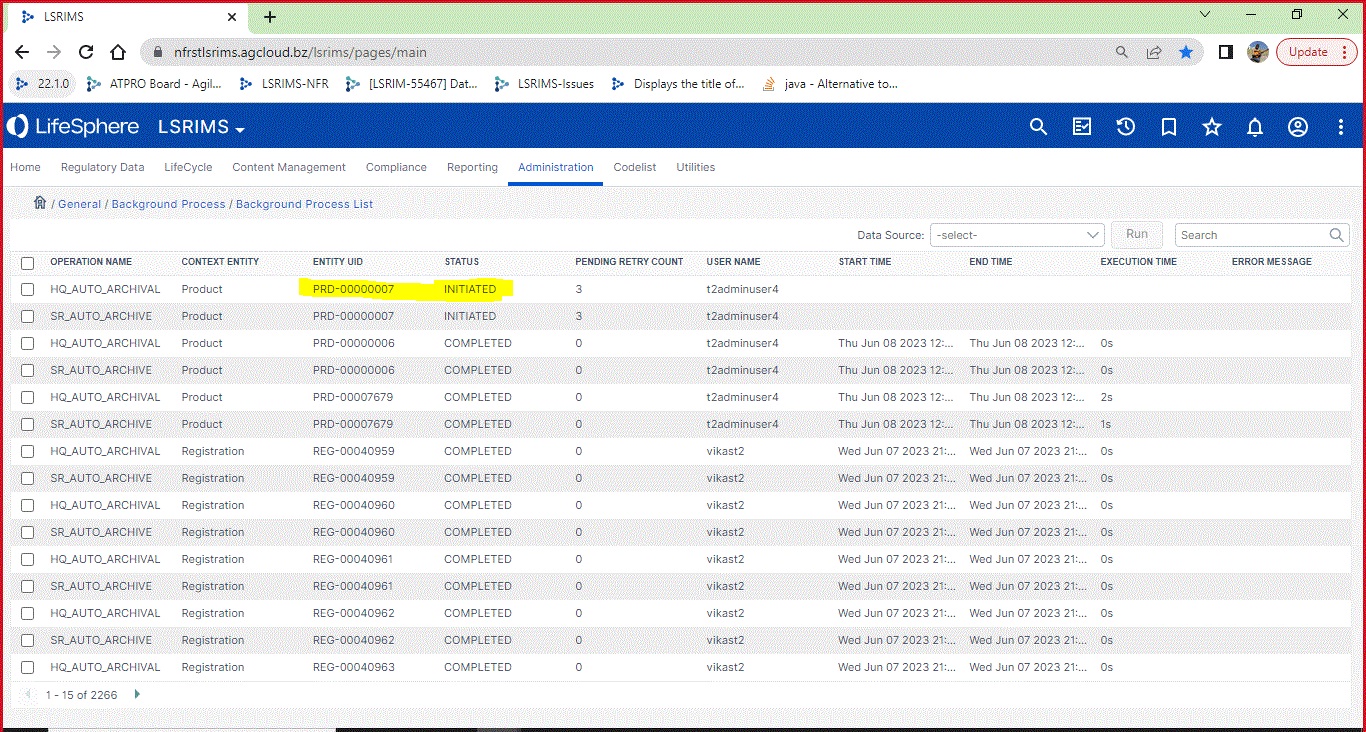 LSRIMS
nfrstlsrims.agcloud.bz/lsrims/pages/main
Update
22.1.0 ATPRO Board - Agil... LSRIMS-NFR [LSRIM-55467] Dat... LSRIMS-Issues Displays the title of... java - Alternative to...
LifeSphere LSRIMS
Home Regulatory Data LifeCycle Content Management Compliance Reporting Administration Codelist Utilities
/ General / Background Process / Background Process List
Data Source: -select- Run Search
OPERATION NAME CONTEXT ENTITY ENTITY UID STATUS PENDING RETRY COUNT USER NAME START TIME END TIME EXECUTION TIME ERROR MESSAGE
HQ_AUTO_ARCHIVAL Product PRD-00000007 INITIATED 3 t2adminuser4
SR_AUTO_ARCHIVE Product PRD-00000007 INITIATED 3 t2adminuser4
HQ_AUTO_ARCHIVAL Product PRD-00000006 COMPLETED 0 t2adminuser4 Thu Jun 08 2023 12:... Thu Jun 08 2023 12:... 0s
SR_AUTO_ARCHIVE Product PRD-00000006 COMPLETED 0 t2adminuser4 Thu Jun 08 2023 12:... Thu Jun 08 2023 12:... 0s
HQ_AUTO_ARCHIVAL Product PRD-00007679 COMPLETED 0 t2adminuser4 Thu Jun 08 2023 12:... Thu Jun 08 2023 12:... 2s
SR_AUTO_ARCHIVE Product PRD-00007679 COMPLETED 0 t2adminuser4 Thu Jun 08 2023 12:... Thu Jun 08 2023 12:... 1s
HQ_AUTO_ARCHIVAL Registration REG-00040959 COMPLETED 0 vikast2 Wed Jun 07 2023 21:... Wed Jun 07 2023 21:... 0s
SR_AUTO_ARCHIVE Registration REG-00040959 COMPLETED 0 vikast2 Wed Jun 07 2023 21:... Wed Jun 07 2023 21:... 0s
HQ_AUTO_ARCHIVAL Registration REG-00040960 COMPLETED 0 vikast2 Wed Jun 07 2023 21:... Wed Jun 07 2023 21:... 0s
SR_AUTO_ARCHIVE Registration REG-00040960 COMPLETED 0 vikast2 Wed Jun 07 2023 21:... Wed Jun 07 2023 21:... 0s
HQ_AUTO_ARCHIVAL Registration REG-00040961 COMPLETED 0 vikast2 Wed Jun 07 2023 21:... Wed Jun 07 2023 21:... 0s
SR_AUTO_ARCHIVE Registration REG-00040961 COMPLETED 0 vikast2 Wed Jun 07 2023 21:... Wed Jun 07 2023 21:... 0s
HQ_AUTO_ARCHIVAL Registration REG-00040962 COMPLETED 0 vikast2 Wed Jun 07 2023 21:... Wed Jun 07 2023 21:... 0s
SR_AUTO_ARCHIVE Registration REG-00040962 COMPLETED 0 vikast2 Wed Jun 07 2023 21:... Wed Jun 07 2023 21:... 0s
HQ_AUTO_ARCHIVAL Registration REG-00040963 COMPLETED 0 vikast2 Wed Jun 07 2023 21:... Wed Jun 07 2023 21:... 0s
1 - 15 of 2266